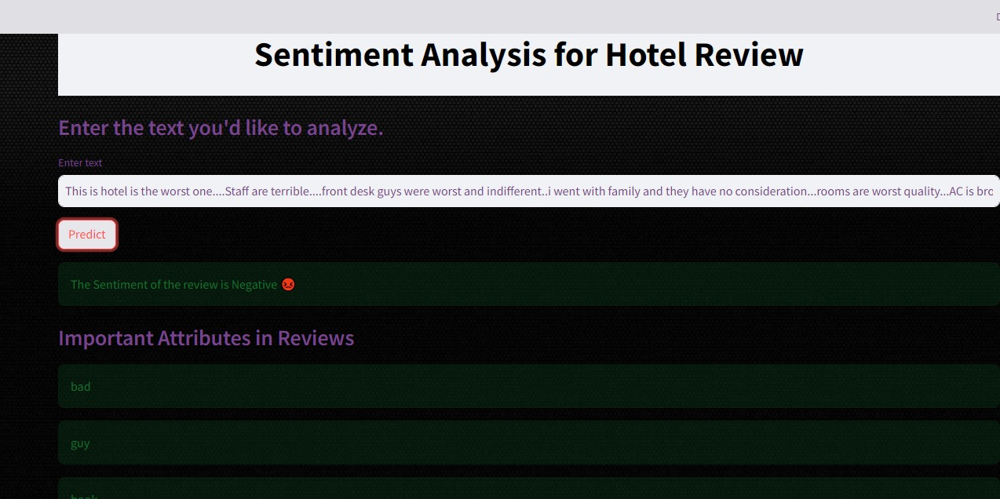 Sentiment Analysis for Hotel Review
Enter the text you'd like to analyze.
Enter text
This is hotel is the worst one....Staff are terrible....front desk guys were worst and indifferent..i went with family and they have no consideration...rooms are worst quality...AC is bro
Predict
The Sentiment of the review is Negative 😡
Important Attributes in Reviews
bad
guy